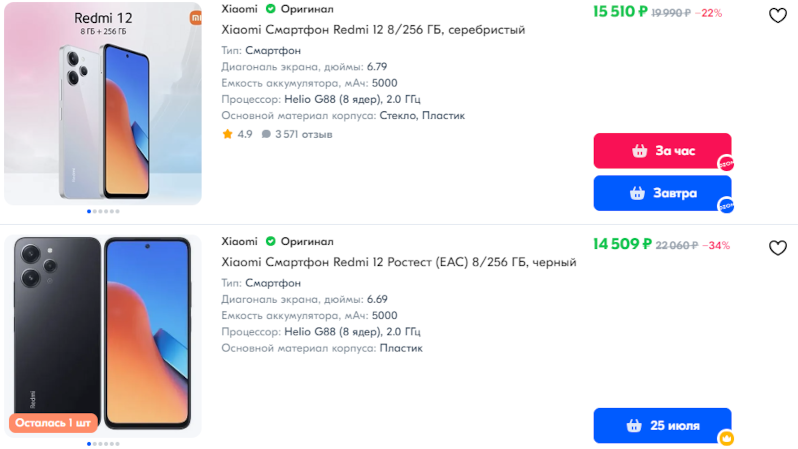 Redmi 12
8 ГБ + 256 ГБ
Xiaomi Оригинал
Xiaomi Смартфон Redmi 12 8/256 ГБ, серебристый
Тип: Смартфон
Диагональ экрана, дюймы: 6.79
Емкость аккумулятора, мАч: 5000
Процессор: Helio G88 (8 ядер), 2.0 ГГц
Основной материал корпуса: Стекло, Пластик
4.9 3 571 отзыв
15 510 ₽ 19 990 ₽ −22%
За час
Завтра
Xiaomi Оригинал
Xiaomi Смартфон Redmi 12 Ростест (EAC) 8/256 ГБ, черный
Тип: Смартфон
Диагональ экрана, дюймы: 6.69
Емкость аккумулятора, мАч: 5000
Процессор: Helio G88 (8 ядер), 2.0 ГГц
Основной материал корпуса: Пластик
Redmi
Осталась 1 шт
14 509 ₽ 22 060 ₽ −34%
25 июля